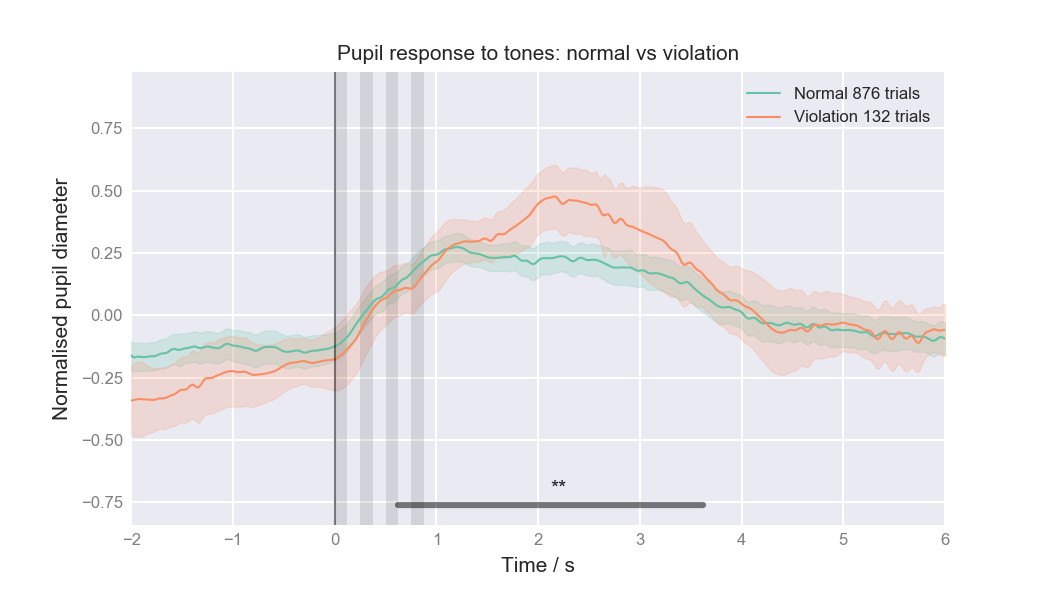 Pupil response to tones: normal vs violation
Normal 876 trials
Violation 132 trials
Normalised pupil diameter
0.75
0.50
0.25
0.00
−0.25
−0.50
−0.75
**
−2 −1 0 1 2 3 4 5 6
Time / s